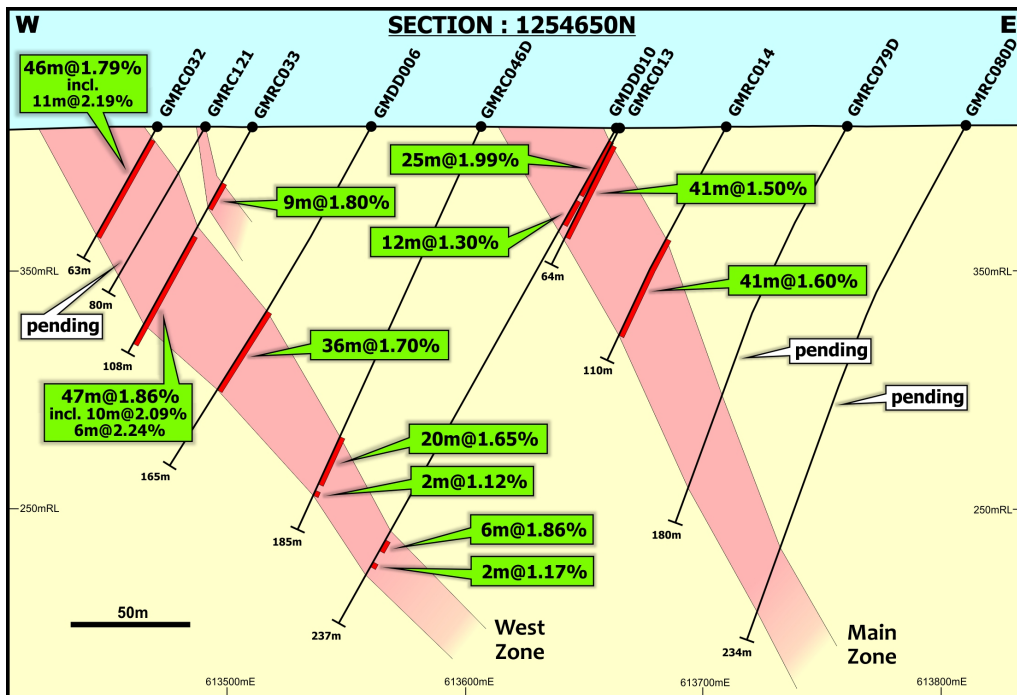 W
SECTION : 1254650N
E
GMRC032
GMRC121
GMRC033
GMDD006
GMRC046D
GMDD010
GMRC013
GMRC014
GMRC079D
GMRC080D
46m@1.79%
incl.
11m@2.19%
25m@1.99%
41m@1.50%
9m@1.80%
12m@1.30%
63m
64m
350mRL
350mRL
41m@1.60%
80m
pending
36m@1.70%
pending
108m
110m
47m@1.86%
incl. 10m@2.09%
6m@2.24%
pending
20m@1.65%
165m
2m@1.12%
250mRL
250mRL
6m@1.86%
185m
180m
2m@1.17%
50m
237m
West
Zone
Main
Zone
234m
613500mE
613600mE
613700mE
613800mE